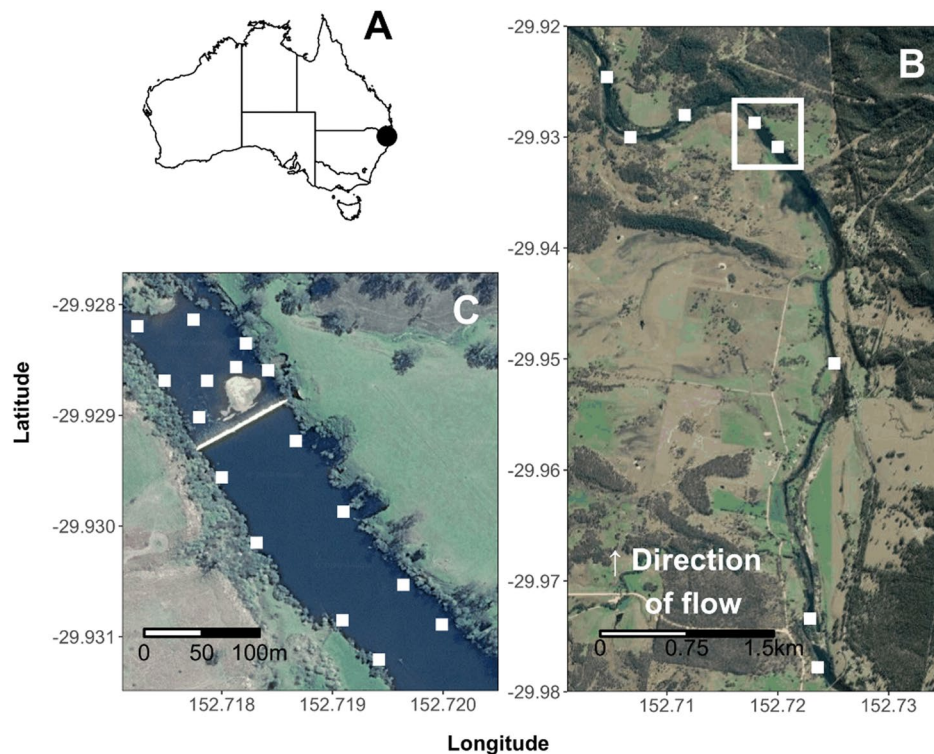 A
B
-29.92
-29.93
-29.94
-29.95
-29.96
-29.97
-29.98
↑ Direction
of flow
0 0.75 1.5km
152.71 152.72 152.73
C
-29.928
-29.929
-29.930
-29.931
0 50 100m
152.718 152.719 152.720
Latitude
Longitude